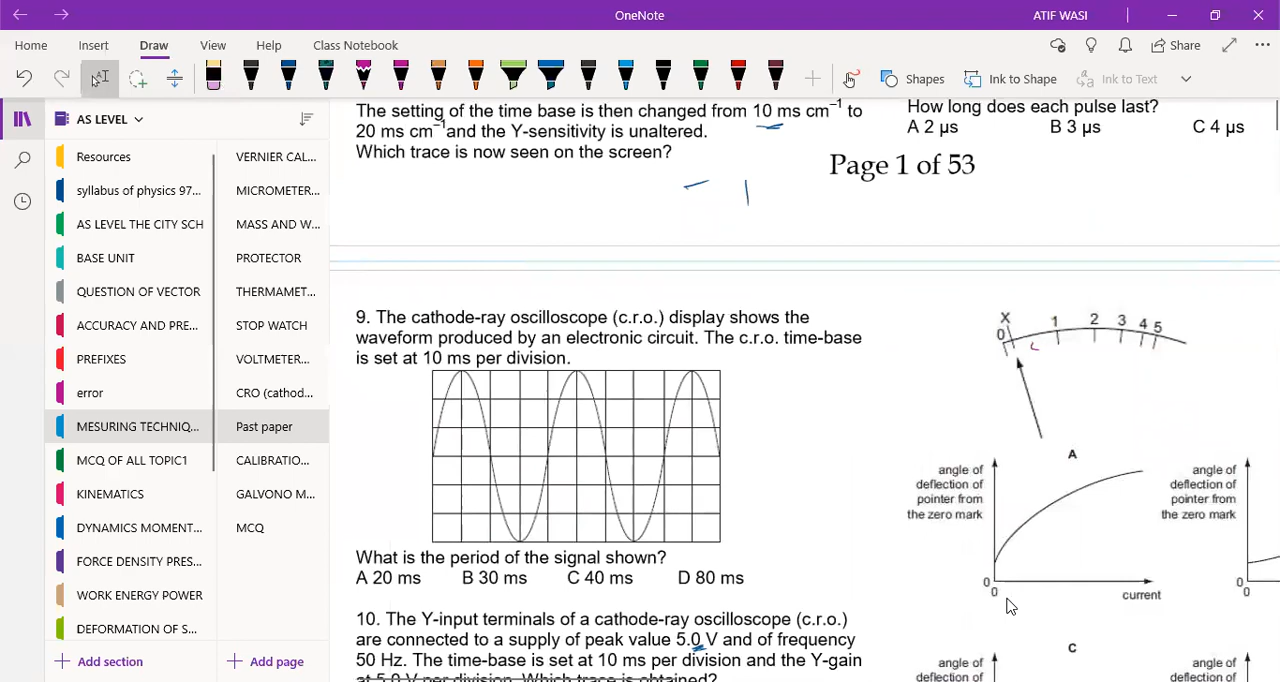 OneNote
ATIF WASI
Home
Insert
Draw
View
Help
Class Notebook
Share
Shapes
Ink to Shape
Ink to Text
AS LEVEL
Resources
syllabus of physics 97...
AS LEVEL THE CITY SCH
BASE UNIT
QUESTION OF VECTOR
ACCURACY AND PRE...
PREFIXES
error
MESURING TECHNIQ...
MCQ OF ALL TOPIC1
KINEMATICS
DYNAMICS MOMENT...
FORCE DENSITY PRES...
WORK ENERGY POWER
DEFORMATION OF S...
Add section
VERNIER CAL...
MICROMETER...
MASS AND W...
PROTECTOR
THERMAMET...
STOP WATCH
VOLTMETER...
CRO (cathod...
Past paper
CALIBRATIO...
GALVONO M...
MCQ
Add page
The setting of the time base is then changed from 10 ms cm⁻¹ to
20 ms cm⁻¹and the Y-sensitivity is unaltered.
Which trace is now seen on the screen?
How long does each pulse last?
A 2 µs B 3 µs C 4 µs
Page 1 of 53
9. The cathode-ray oscilloscope (c.r.o.) display shows the
waveform produced by an electronic circuit. The c.r.o. time-base
is set at 10 ms per division.
What is the period of the signal shown?
A 20 ms B 30 ms C 40 ms D 80 ms
10. The Y-input terminals of a cathode-ray oscilloscope (c.r.o.)
are connected to a supply of peak value 5.0 V and of frequency
50 Hz. The time-base is set at 10 ms per division and the Y-gain
at 5.0 V per division. Which trace is obtained?
X
0 1 2 3 4 5
A
angle of
deflection of
pointer from
the zero mark
0
0
current
angle of
deflection of
pointer from
the zero mark
0
0
C
angle of
deflection of
angle of
deflection of